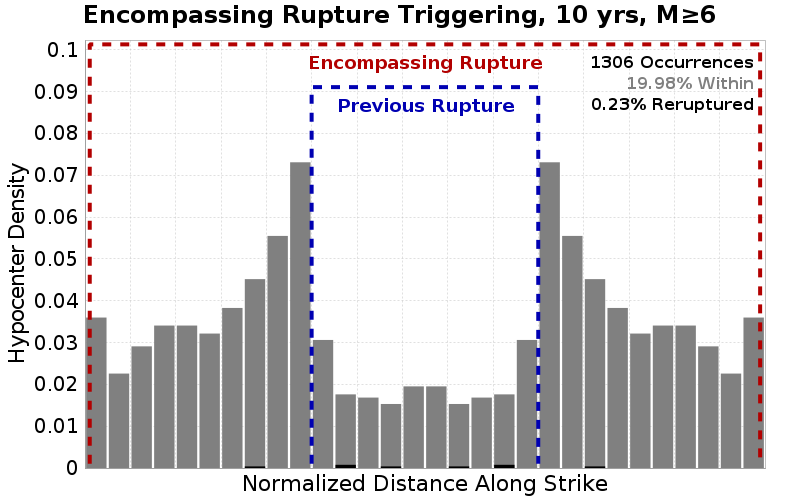 Encompassing Rupture Triggering, 10 yrs, M≥6
0.1
0.09
0.08
0.07
0.06
0.05
0.04
0.03
0.02
0.01
0
Hypocenter Density
Encompassing Rupture
Previous Rupture
1306 Occurrences
19.98% Within
0.23% Reruptured
Normalized Distance Along Strike